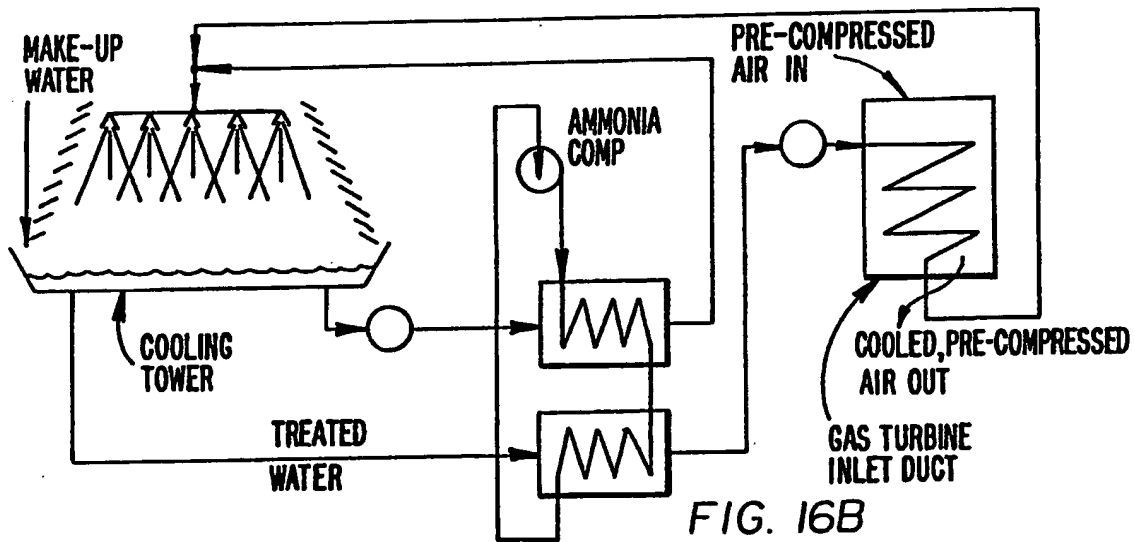 MAKE-UP
WATER
PRE-COMPRESSED
AIR IN
AMMONIA
COMP
COOLING
TOWER
COOLED, PRE-COMPRESSED
AIR OUT
TREATED
WATER
GAS TURBINE
INLET DUCT
FIG. 16B